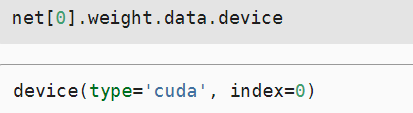 net[0].weight.data.device
device(type='cuda', index=0)